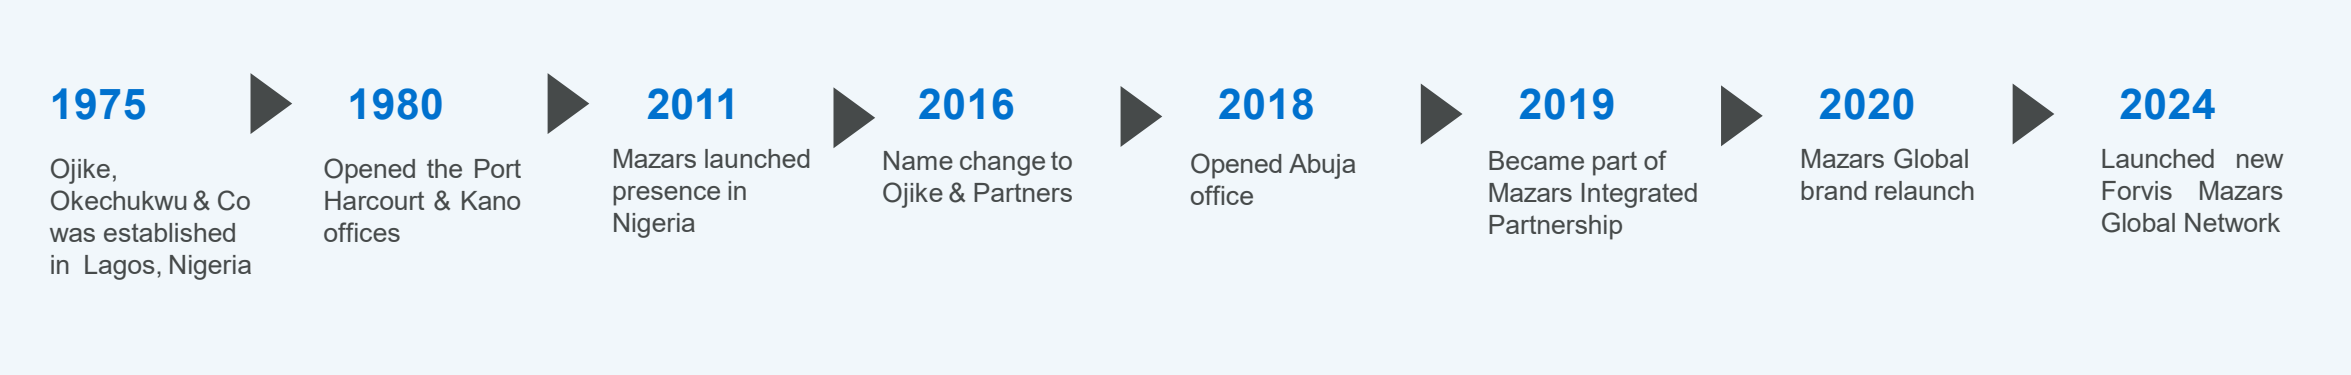 1975
Ojike,
Okechukwu & Co
was established
in Lagos, Nigeria
1980
Opened the Port
Harcourt & Kano
offices
2011
Mazars launched
presence in
Nigeria
2016
Name change to
Ojike & Partners
2018
Opened Abuja
office
2019
Became part of
Mazars Integrated
Partnership
2020
Mazars Global
brand relaunch
2024
Launched new
Forvis Mazars
Global Network